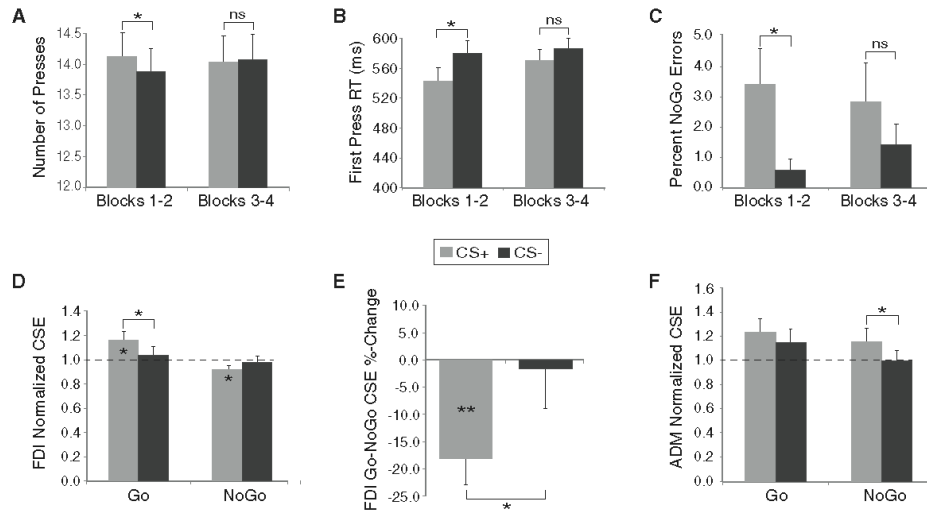 A
Number of Presses
15.0
14.5
14.0
13.5
13.0
12.5
12.0
*
ns
Blocks 1-2
Blocks 3-4
B
First Press RT (ms)
600
560
520
480
440
400
*
ns
Blocks 1-2
Blocks 3-4
C
Percent NoGo Errors
5.0
4.0
3.0
2.0
1.0
0.0
*
ns
Blocks 1-2
Blocks 3-4
CS+ CS-
D
FDI Normalized CSE
1.4
1.2
1.0
0.8
0.6
0.4
0.2
0.0
*
*
*
Go
NoGo
E
FDI Go-NoGo CSE %-Change
10.0
5.0
0.0
-5.0
-10.0
-15.0
-20.0
-25.0
**
*
F
ADM Normalized CSE
1.6
1.4
1.2
1.0
0.8
0.6
0.4
0.2
0.0
*
Go
NoGo